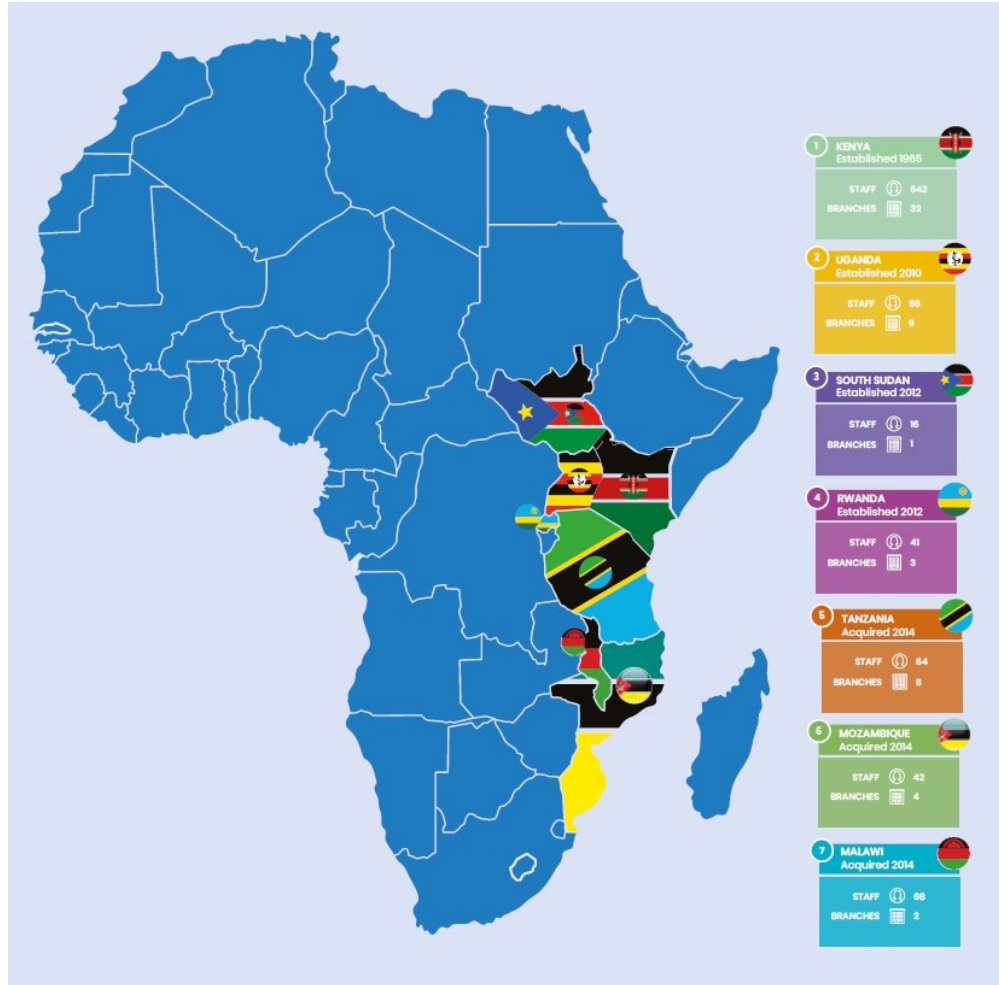 1
KENYA
Established 1965
STAFF 642
BRANCHES 32
2
UGANDA
Established 2010
STAFF 56
BRANCHES 9
3
SOUTH SUDAN
Established 2012
STAFF 16
BRANCHES 1
4
RWANDA
Established 2012
STAFF 41
BRANCHES 3
5
TANZANIA
Acquired 2014
STAFF 64
BRANCHES 8
6
MOZAMBIQUE
Acquired 2014
STAFF 42
BRANCHES 4
7
MALAWI
Acquired 2014
STAFF 68
BRANCHES 2